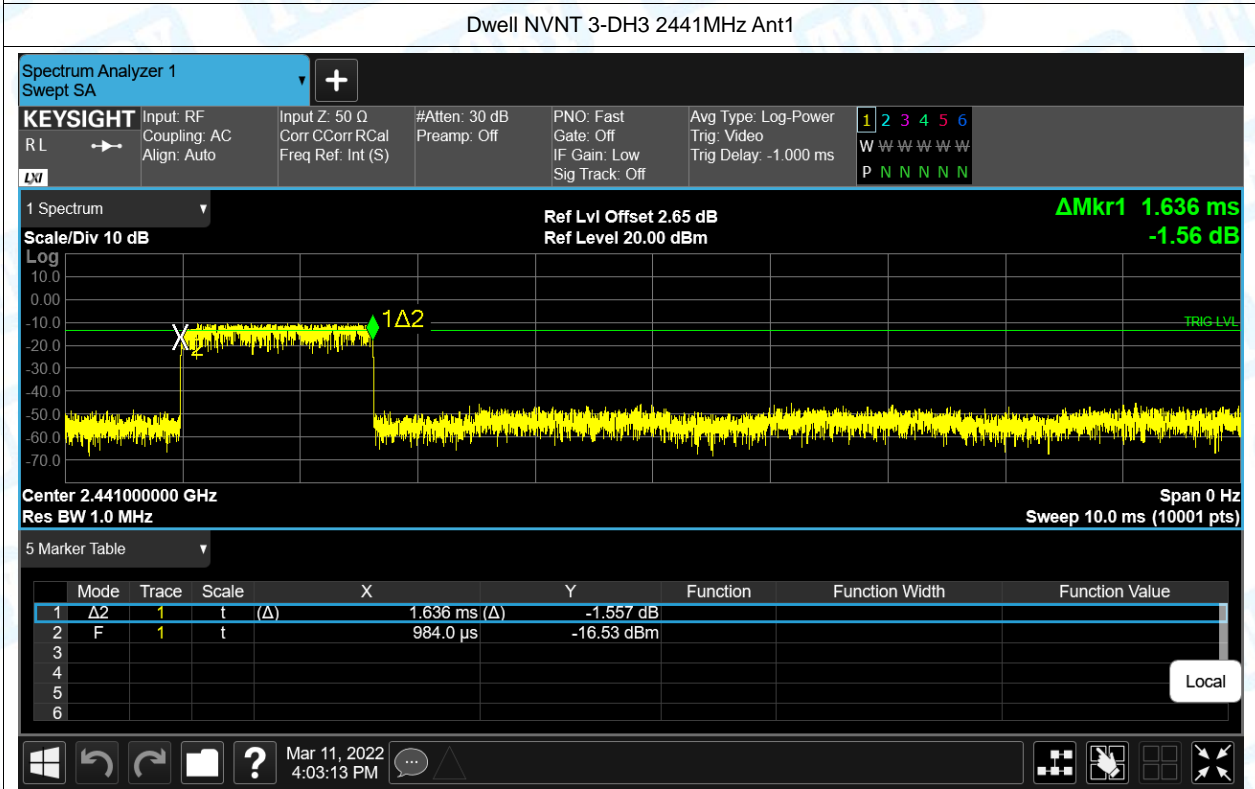 Dwell NVNT 3-DH3 2441MHz Ant1
Spectrum Analyzer 1
Swept SA
+
KEYSIGHT Input: RF Input Z: 50 Ω #Atten: 30 dB PNO: Fast Avg Type: Log-Power 1 2 3 4 5 6
RL Coupling: AC Corr CCorr RCal Preamp: Off Gate: Off Trig: Video W W W W W W
Align: Auto Freq Ref: Int (S) IF Gain: Low Trig Delay: -1.000 ms
LXI Sig Track: Off P N N N N N
1 Spectrum Ref Lvl Offset 2.65 dB ΔMkr1 1.636 ms
Scale/Div 10 dB Ref Level 20.00 dBm -1.56 dB
Log
10.0
0.00
-10.0 1Δ2 TRIG LVL
-20.0 X2
-30.0
-40.0
-50.0
-60.0
-70.0
Center 2.441000000 GHz Span 0 Hz
Res BW 1.0 MHz Sweep 10.0 ms (10001 pts)
5 Marker Table
Mode Trace Scale X Y Function Function Width Function Value
1 Δ2 1 t (Δ) 1.636 ms (Δ) -1.557 dB
2 F 1 t 984.0 µs -16.53 dBm
3
4
5
6
Local
? Mar 11, 2022
4:03:13 PM